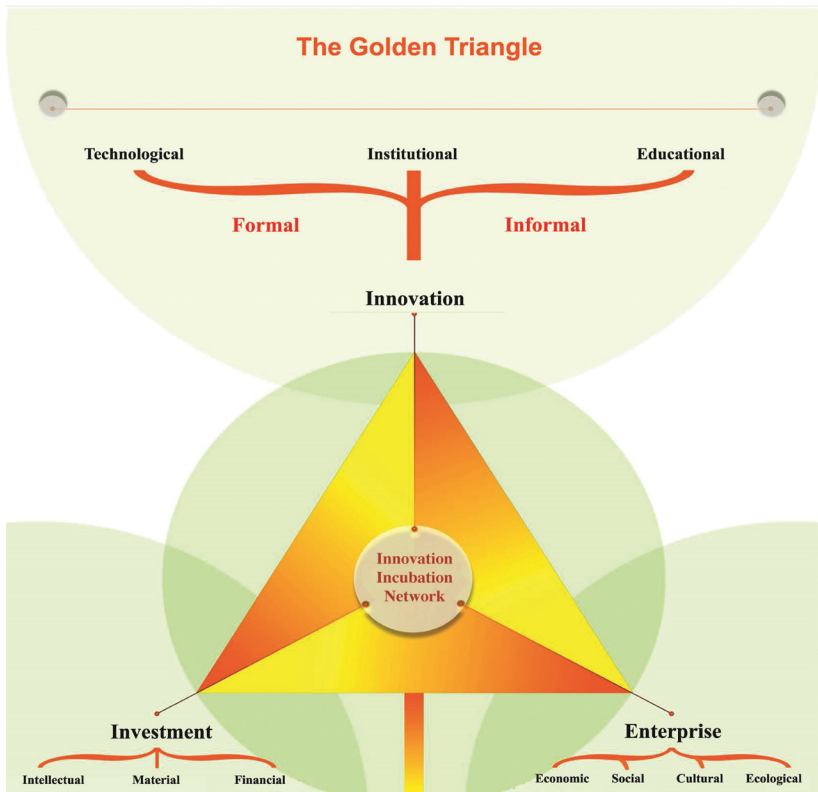 The Golden Triangle
Technological Institutional Educational
Formal Informal
Innovation
Innovation
Incubation
Network
Investment Enterprise
Intellectual Material Financial Economic Social Cultural Ecological